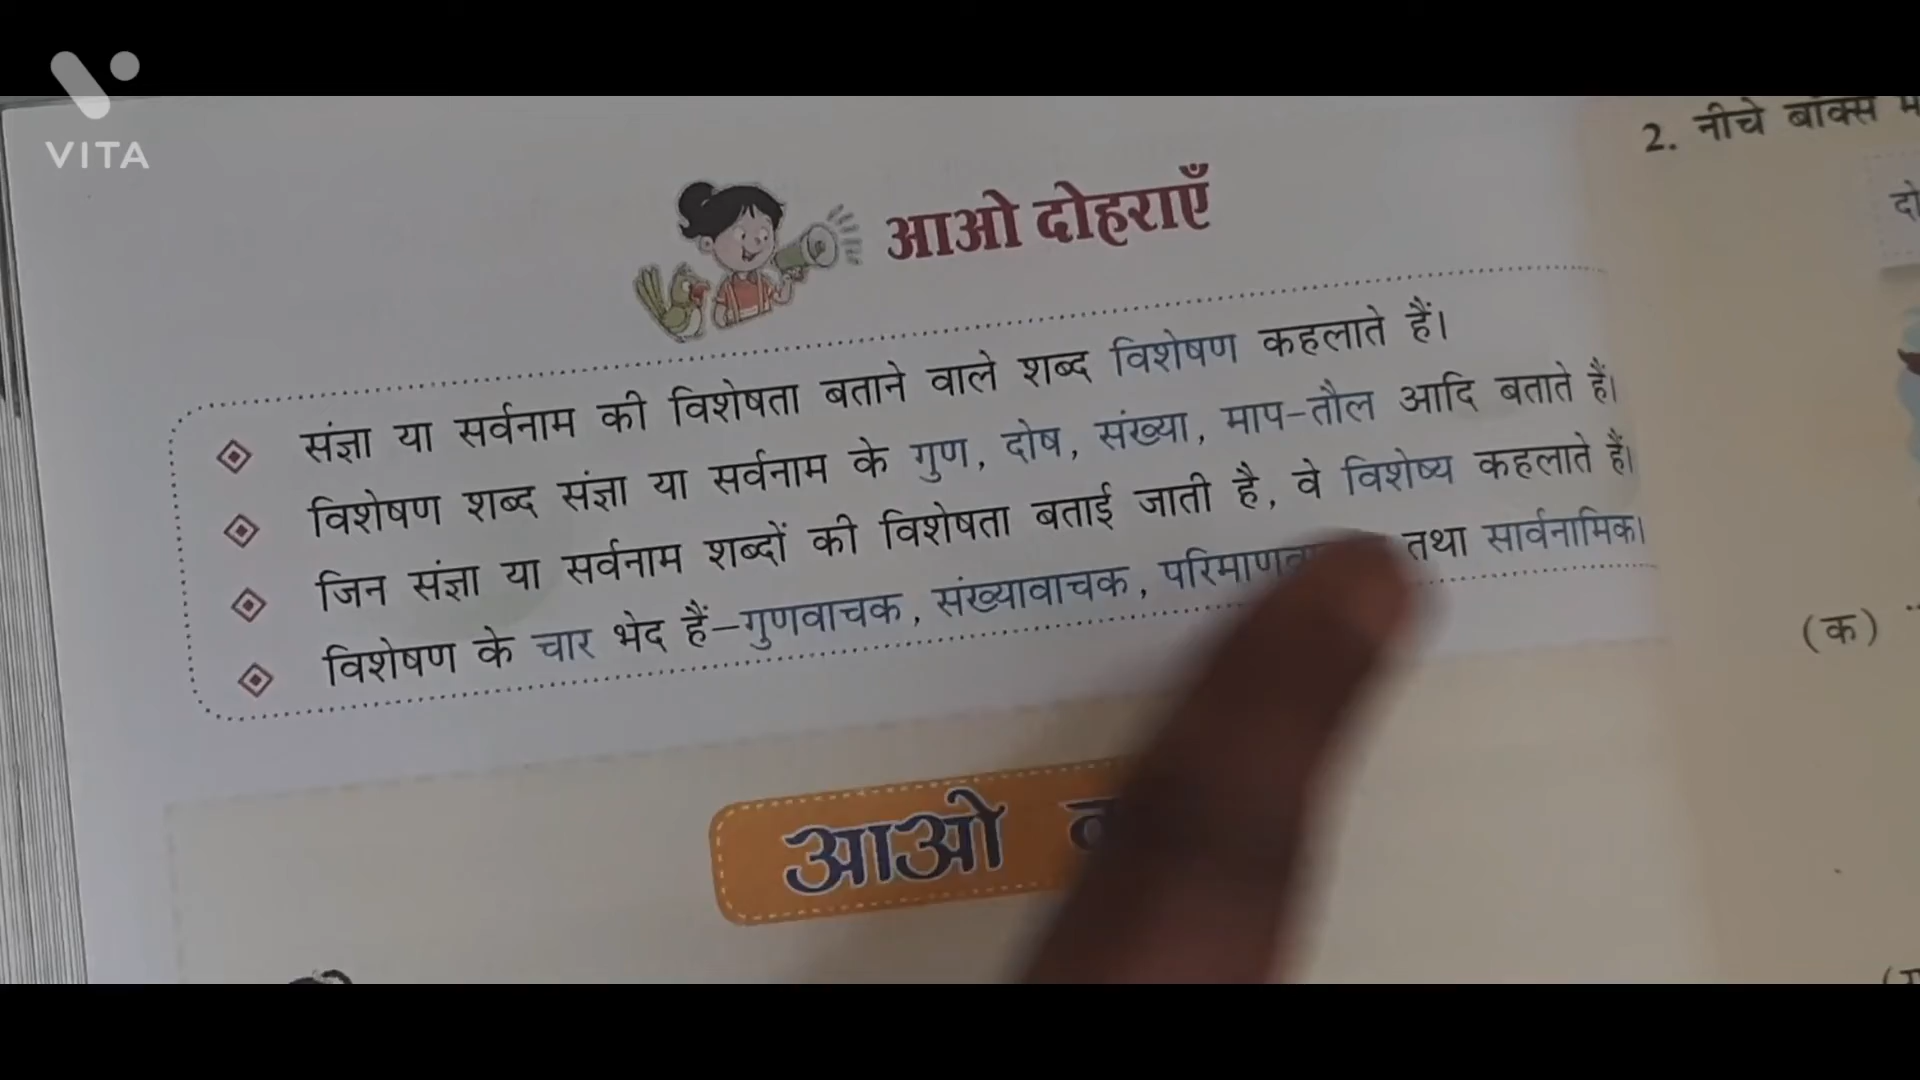 VITA
आओ दोहराएँ
संज्ञा या सर्वनाम की विशेषता बताने वाले शब्द विशेषण कहलाते हैं।
विशेषण शब्द संज्ञा या सर्वनाम के गुण, दोष, संख्या, माप-तौल आदि बताते हैं।
जिन संज्ञा या सर्वनाम शब्दों की विशेषता बताई जाती है, वे विशेष्य कहलाते हैं।
विशेषण के चार भेद हैं–गुणवाचक, संख्यावाचक, तथा सार्वनामिक।
आओ
2. नीचे बॉक्स
(क)